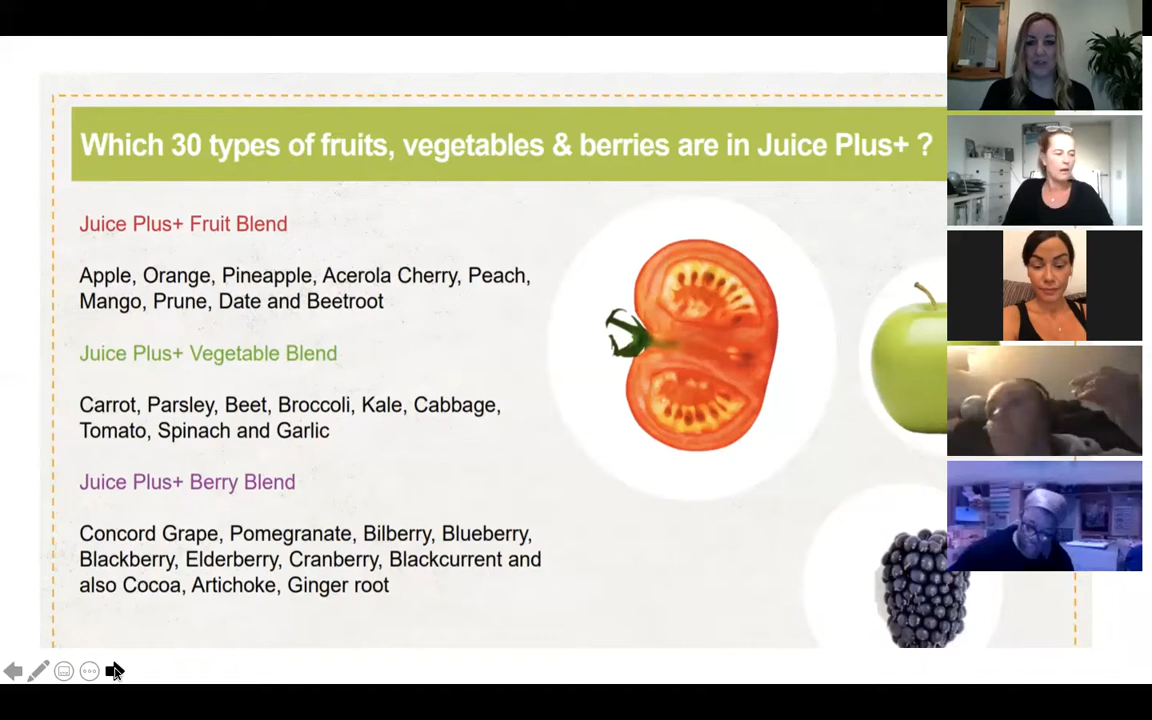 Which 30 types of fruits, vegetables & berries are in Juice Plus+ ?
Juice Plus+ Fruit Blend
Apple, Orange, Pineapple, Acerola Cherry, Peach,
Mango, Prune, Date and Beetroot
Juice Plus+ Vegetable Blend
Carrot, Parsley, Beet, Broccoli, Kale, Cabbage,
Tomato, Spinach and Garlic
Juice Plus+ Berry Blend
Concord Grape, Pomegranate, Bilberry, Blueberry,
Blackberry, Elderberry, Cranberry, Blackcurrent and
also Cocoa, Artichoke, Ginger root